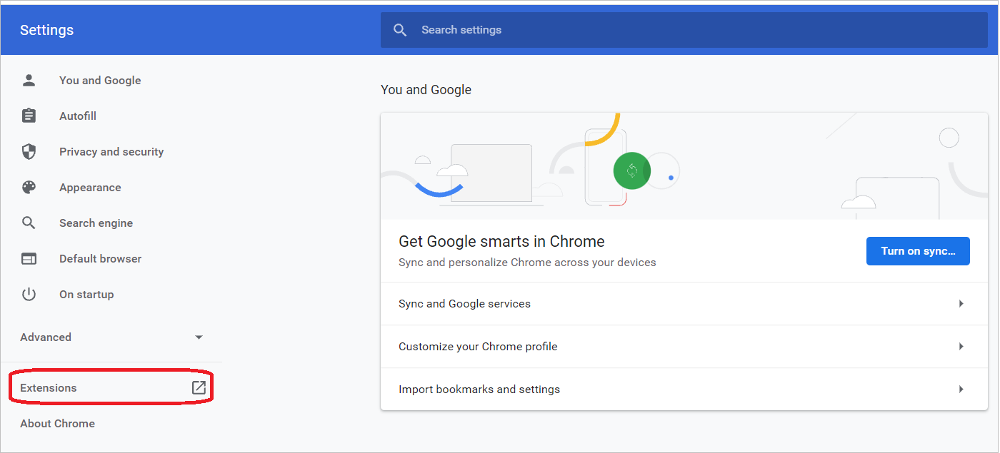 Settings
Search settings
You and Google
Autofill
Privacy and security
Appearance
Search engine
Default browser
On startup
Advanced
Extensions
About Chrome
You and Google
Get Google smarts in Chrome
Sync and personalize Chrome across your devices
Turn on sync...
Sync and Google services
Customize your Chrome profile
Import bookmarks and settings